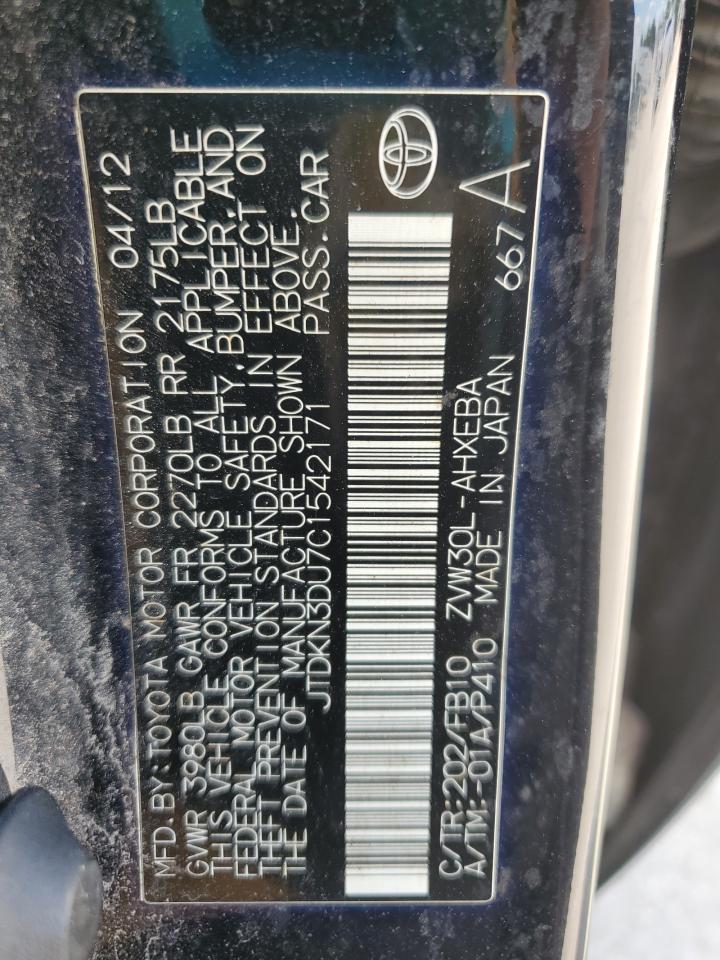 MFD. BY: TOYOTA MOTOR CORPORATION 04/12
GVWR 3980LB GAWR FR 2270LB RR 2175LB
THIS VEHICLE CONFORMS TO ALL APPLICABLE
FEDERAL MOTOR VEHICLE SAFETY, BUMPER, AND
THEFT PREVENTION STANDARDS IN EFFECT ON
THE DATE OF MANUFACTURE SHOWN ABOVE.
JTDKN3DU7C1542171 PASS. CAR
C/TR: 202/FB10 ZVW30L-AHXEBA
A/TM: -01A/P410 MADE IN JAPAN 667 A